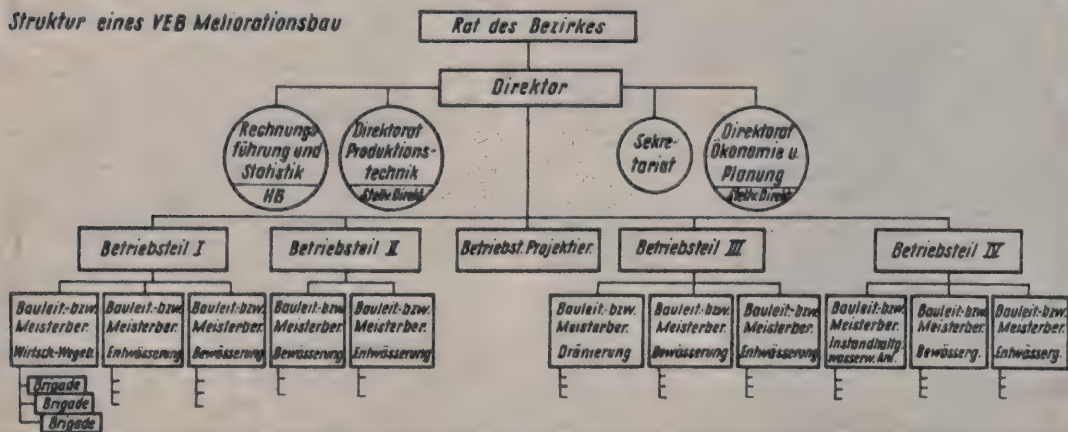 Struktur eines VEB Meliorationsbau
Rat des Bezirkes
Direktor
Rechnungs-
führung und
Statistik
HB
Direktorat
Produktions-
technik
Stellv. Direkt.
Sekre-
tariat
Direktorat
Ökonomie u.
Planung
Stellv. Direkt.
Betriebsteil I
Betriebsteil II
Betriebst. Projektier.
Betriebsteil III
Betriebsteil IV
Bauleit.-bzw.
Meisterber.
Wirtsch-Wegeb.
Bauleit.-bzw.
Meisterber.
Entwässerung
Bauleit.-bzw.
Meisterber.
Bewässerung
Bauleit.-bzw.
Meisterber.
Bewässerung
Bauleit.-bzw.
Meisterber.
Entwässerung
Bauleit.-bzw.
Meisterber.
Dränierung
Bauleit.-bzw.
Meisterber.
Bewässerung
Bauleit.-bzw.
Meisterber.
Entwässerung
Bauleit.-bzw.
Meisterber.
Instandhaltg.
wasserw. Anl.
Bauleit.-bzw.
Meisterber.
Bewässerg.
Bauleit.-bzw.
Meisterber.
Entwässerg.
Brigade
Brigade
Brigade